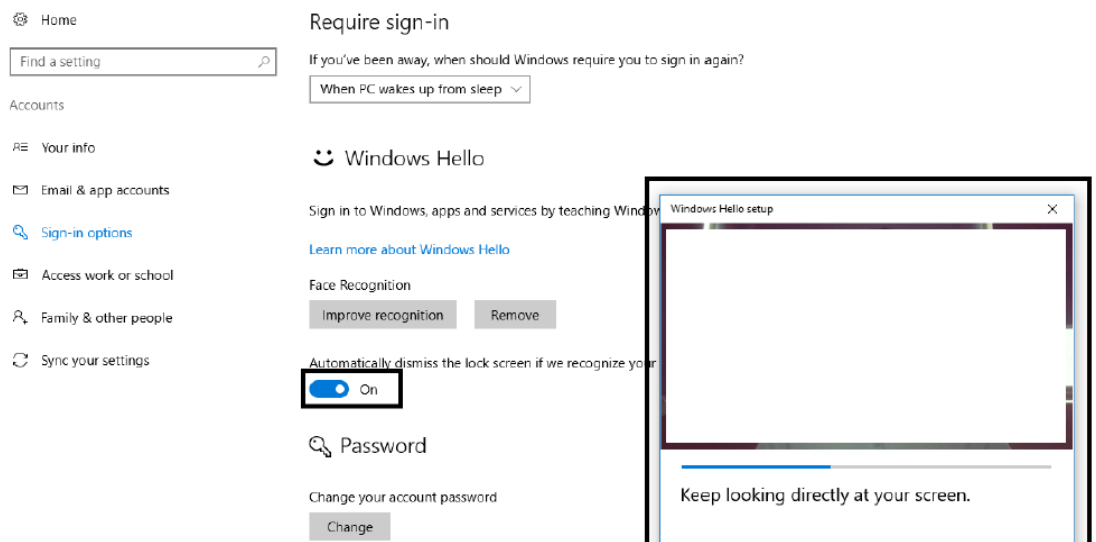 Home
Find a setting
Accounts
Your info
Email & app accounts
Sign-in options
Access work or school
Family & other people
Sync your settings
Require sign-in
If you've been away, when should Windows require you to sign in again?
When PC wakes up from sleep
Windows Hello
Sign in to Windows, apps and services by teaching Window
Learn more about Windows Hello
Face Recognition
Improve recognition Remove
Automatically dismiss the lock screen if we recognize your
On
Password
Change your account password
Change
Windows Hello setup
Keep looking directly at your screen.